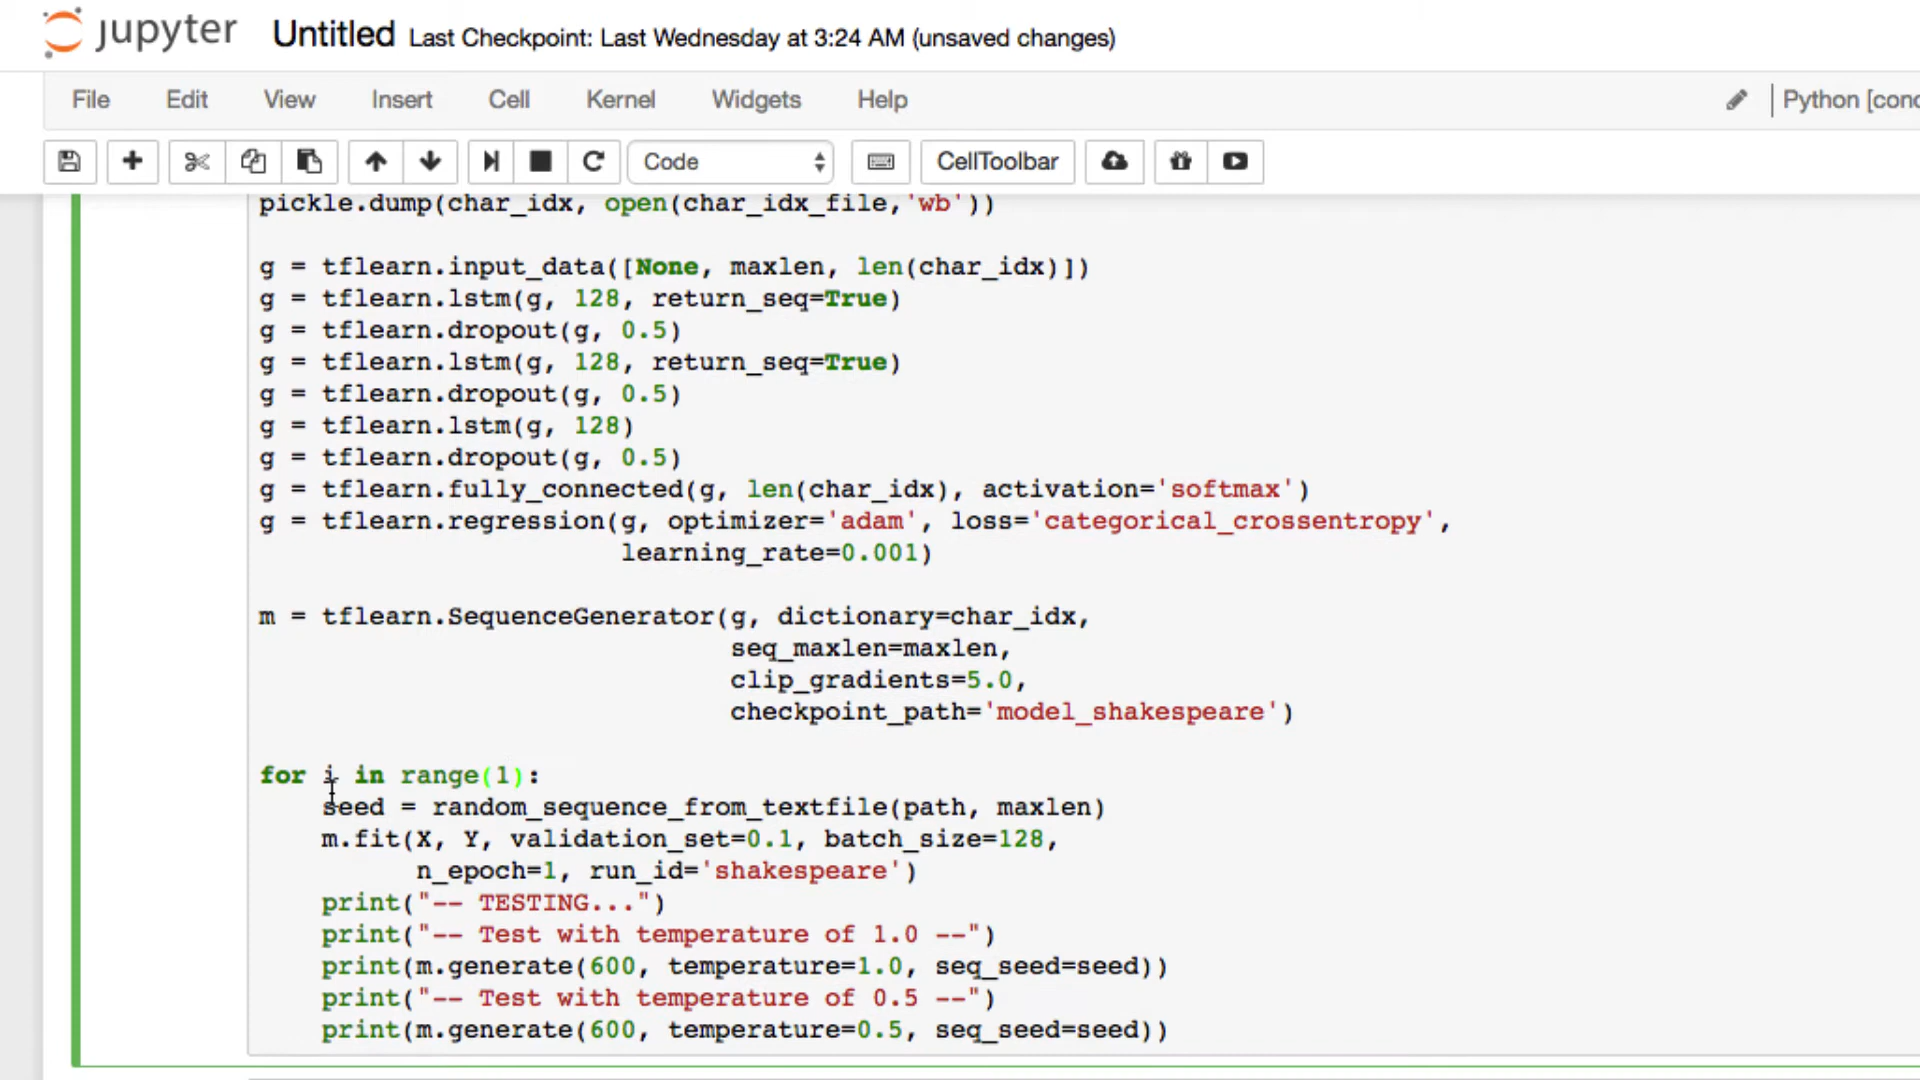 jupyter Untitled Last Checkpoint: Last Wednesday at 3:24 AM (unsaved changes)
File Edit View Insert Cell Kernel Widgets Help Python [conc
Code CellToolbar
pickle.dump(char_idx, open(char_idx_file,'wb'))
g = tflearn.input_data([None, maxlen, len(char_idx)])
g = tflearn.lstm(g, 128, return_seq=True)
g = tflearn.dropout(g, 0.5)
g = tflearn.lstm(g, 128, return_seq=True)
g = tflearn.dropout(g, 0.5)
g = tflearn.lstm(g, 128)
g = tflearn.dropout(g, 0.5)
g = tflearn.fully_connected(g, len(char_idx), activation='softmax')
g = tflearn.regression(g, optimizer='adam', loss='categorical_crossentropy',
learning_rate=0.001)
m = tflearn.SequenceGenerator(g, dictionary=char_idx,
seq_maxlen=maxlen,
clip_gradients=5.0,
checkpoint_path='model_shakespeare')
for i in range(1):
seed = random_sequence_from_textfile(path, maxlen)
m.fit(X, Y, validation_set=0.1, batch_size=128,
n_epoch=1, run_id='shakespeare')
print("-- TESTING...")
print("-- Test with temperature of 1.0 --")
print(m.generate(600, temperature=1.0, seq_seed=seed))
print("-- Test with temperature of 0.5 --")
print(m.generate(600, temperature=0.5, seq_seed=seed))